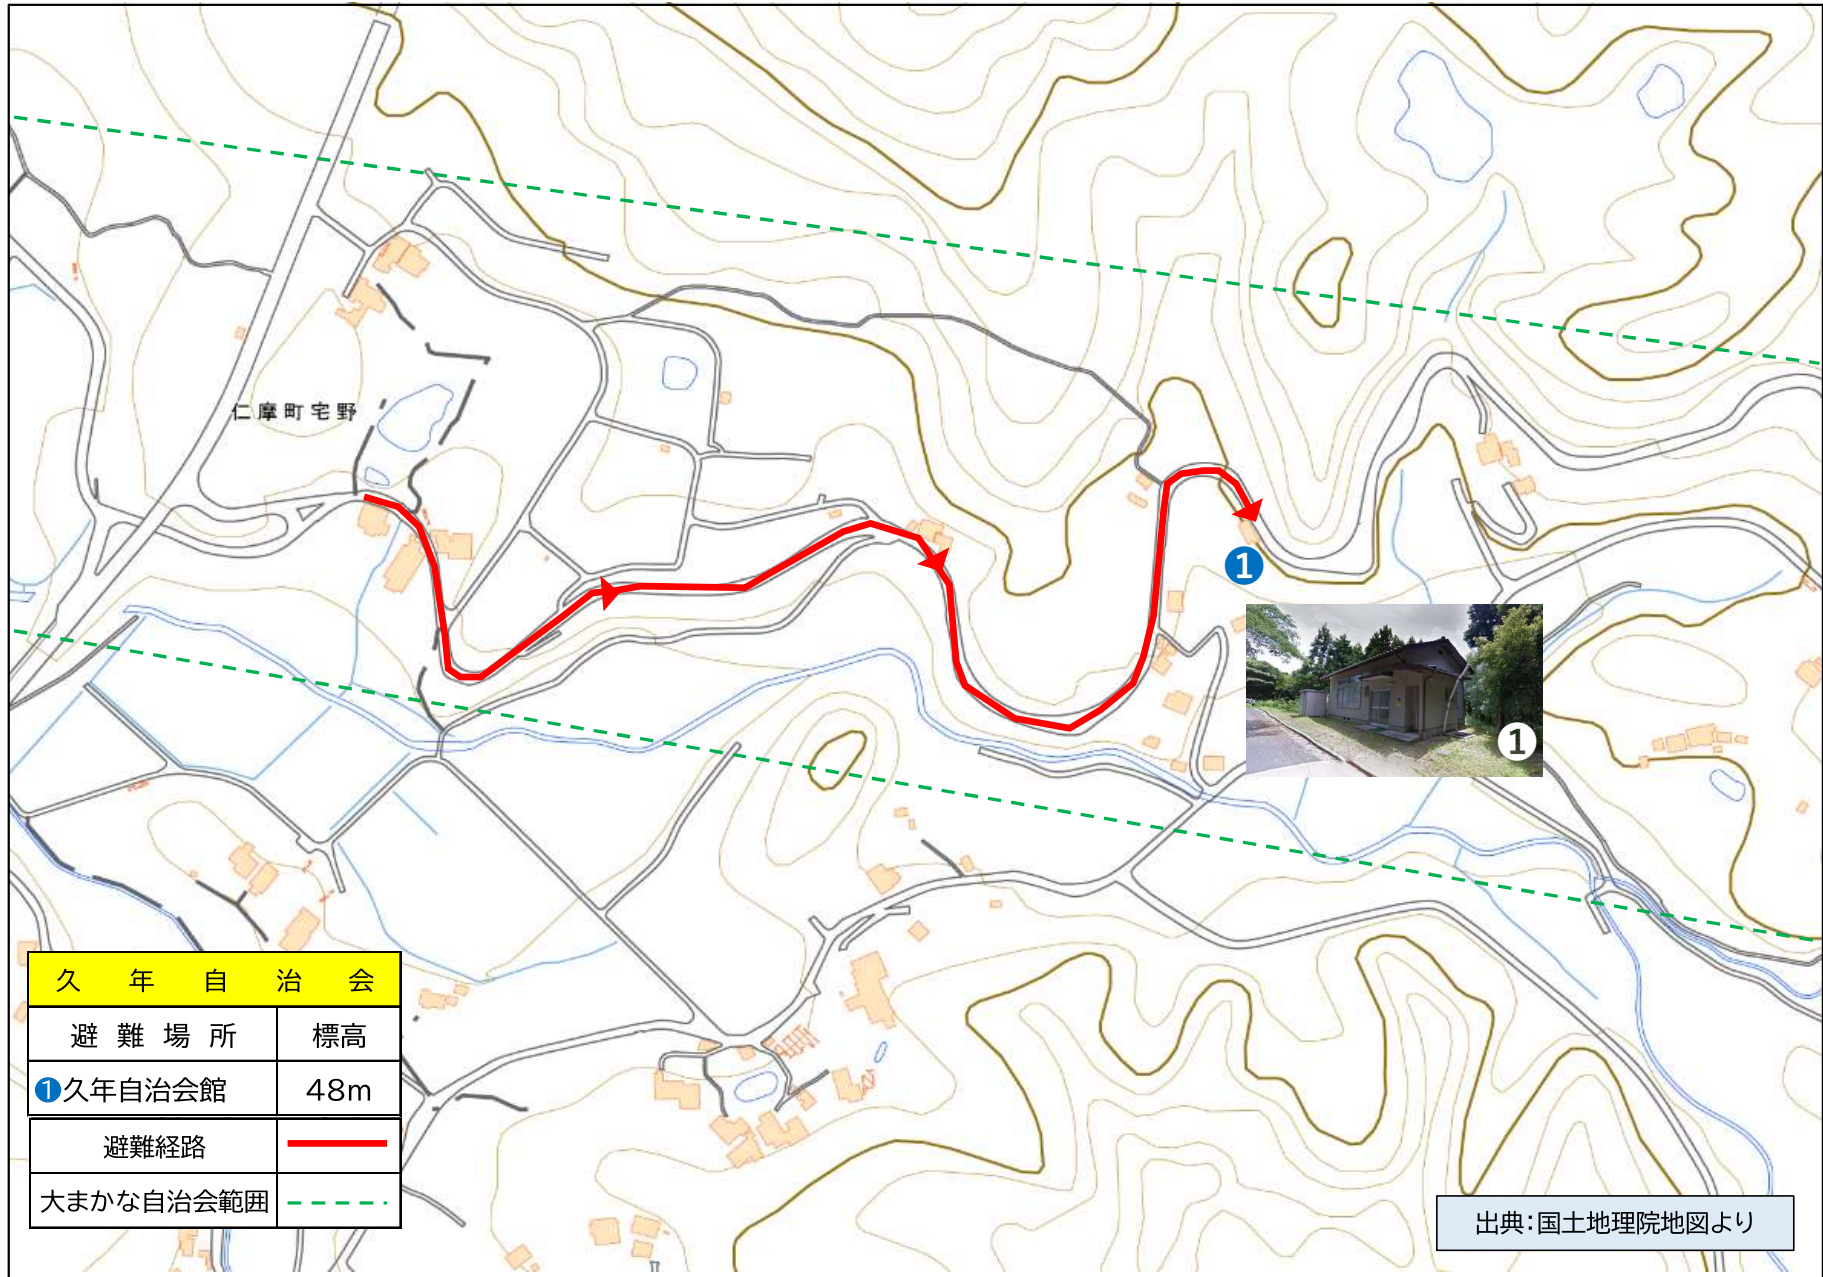 仁摩町宅野
❶
❶
久年自治会
避難場所 標高
❶久年自治会館 48m
避難経路
大まかな自治会範囲
出典:国土地理院地図より